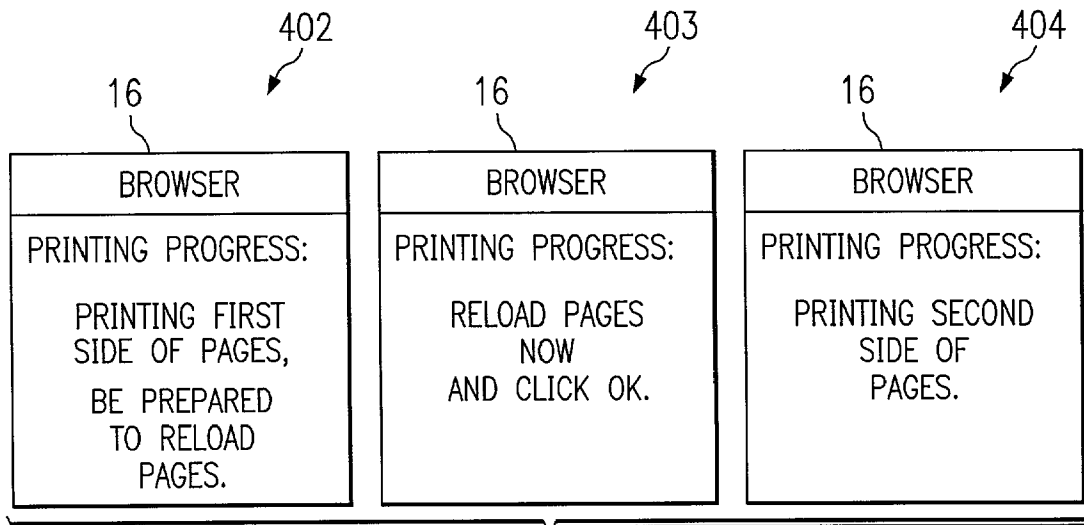 402
403
404
16
16
16
BROWSER
PRINTING PROGRESS:
PRINTING FIRST
SIDE OF PAGES,
BE PREPARED
TO RELOAD
PAGES.
BROWSER
PRINTING PROGRESS:
RELOAD PAGES
NOW
AND CLICK OK.
BROWSER
PRINTING PROGRESS:
PRINTING SECOND
SIDE OF
PAGES.